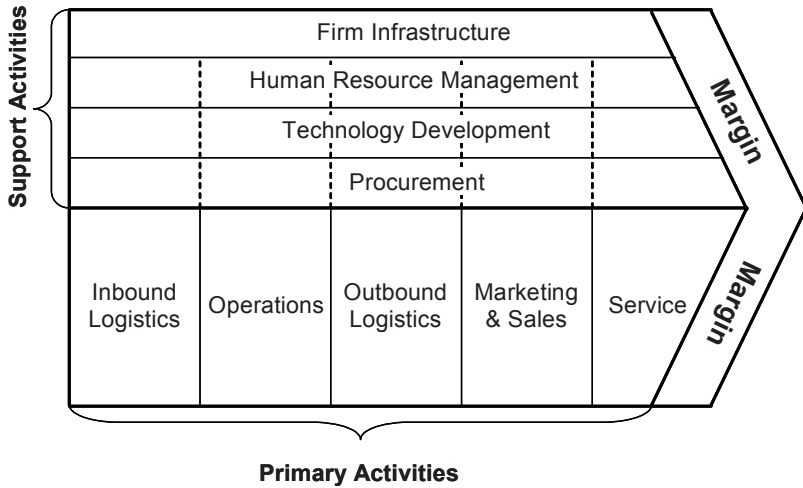 Support Activities
Firm Infrastructure
Human Resource Management
Technology Development
Procurement
Margin
Inbound
Logistics
Operations
Outbound
Logistics
Marketing
& Sales
Service
Margin
Primary Activities